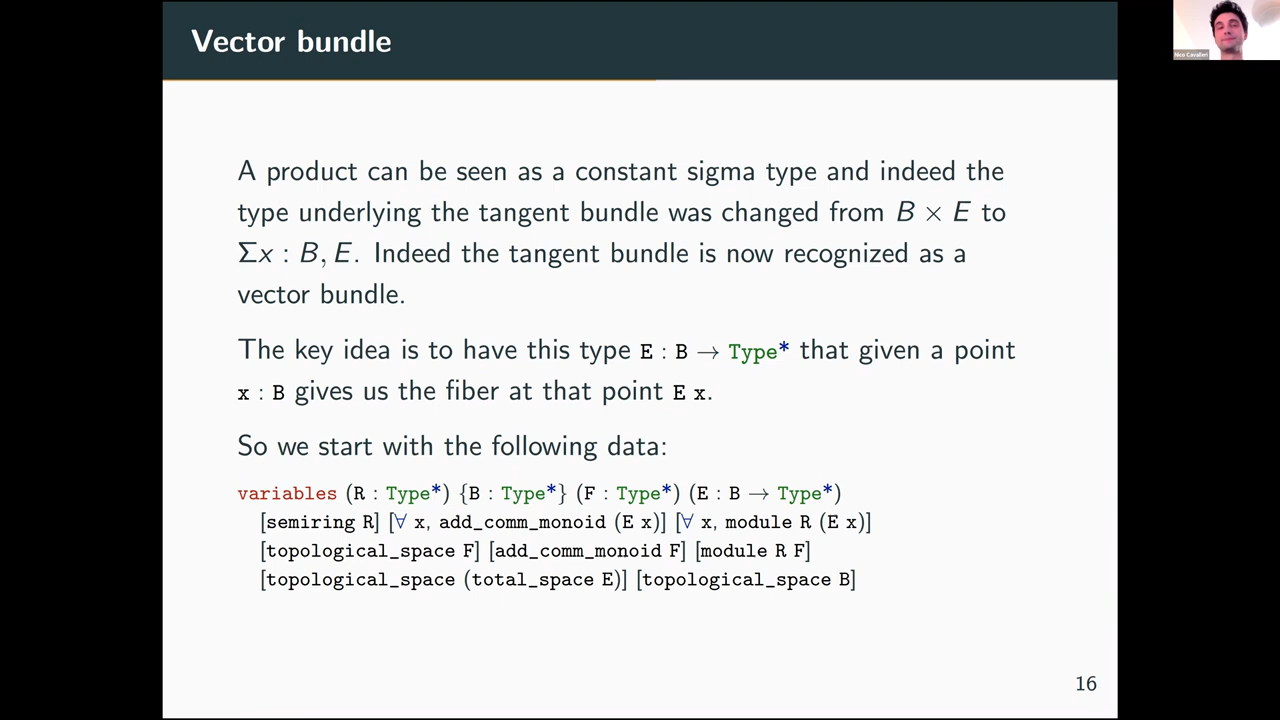 Vector bundle
Nico Cavalleri
A product can be seen as a constant sigma type and indeed the
type underlying the tangent bundle was changed from B × E to
Σx : B, E. Indeed the tangent bundle is now recognized as a
vector bundle.
The key idea is to have this type E : B → Type* that given a point
x : B gives us the fiber at that point E x.
So we start with the following data:
variables (R : Type*) {B : Type*} (F : Type*) (E : B → Type*)
[semiring R] [∀ x, add_comm_monoid (E x)] [∀ x, module R (E x)]
[topological_space F] [add_comm_monoid F] [module R F]
[topological_space (total_space E)] [topological_space B]
16